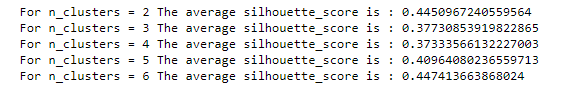 For n_clusters = 2 The average silhouette_score is : 0.4450967240559564
For n_clusters = 3 The average silhouette_score is : 0.37730853919822865
For n_clusters = 4 The average silhouette_score is : 0.37333566132227003
For n_clusters = 5 The average silhouette_score is : 0.40964080236559713
For n_clusters = 6 The average silhouette_score is : 0.447413663868024